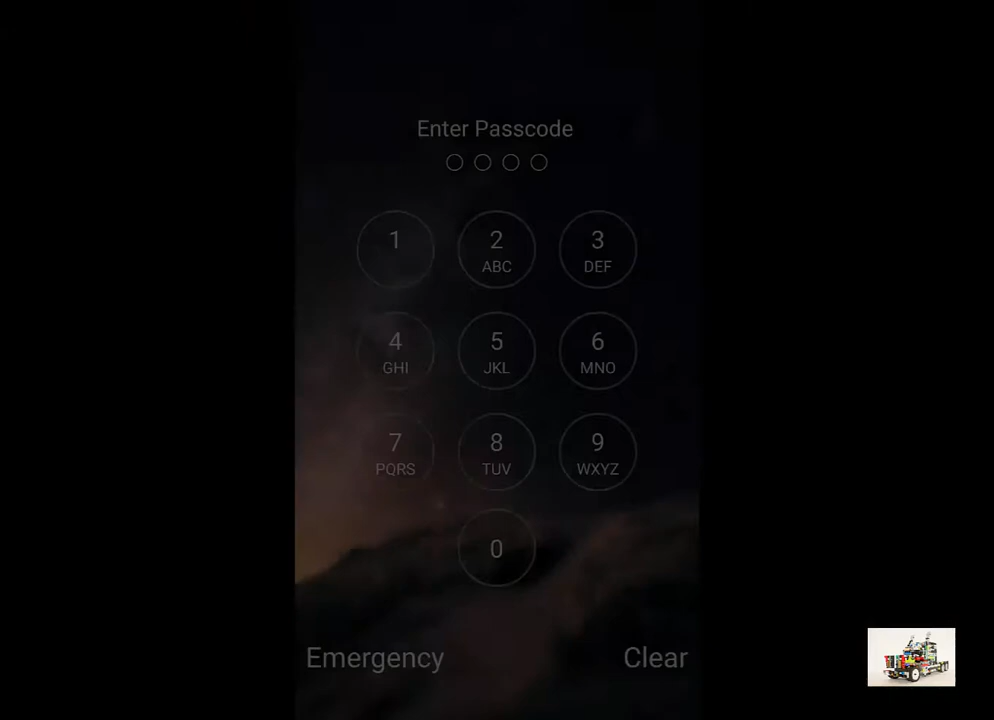 Enter Passcode
1 2 3
ABC DEF
4 5 6
GHI JKL MNO
7 8 9
PQRS TUV WXYZ
0
Emergency Clear